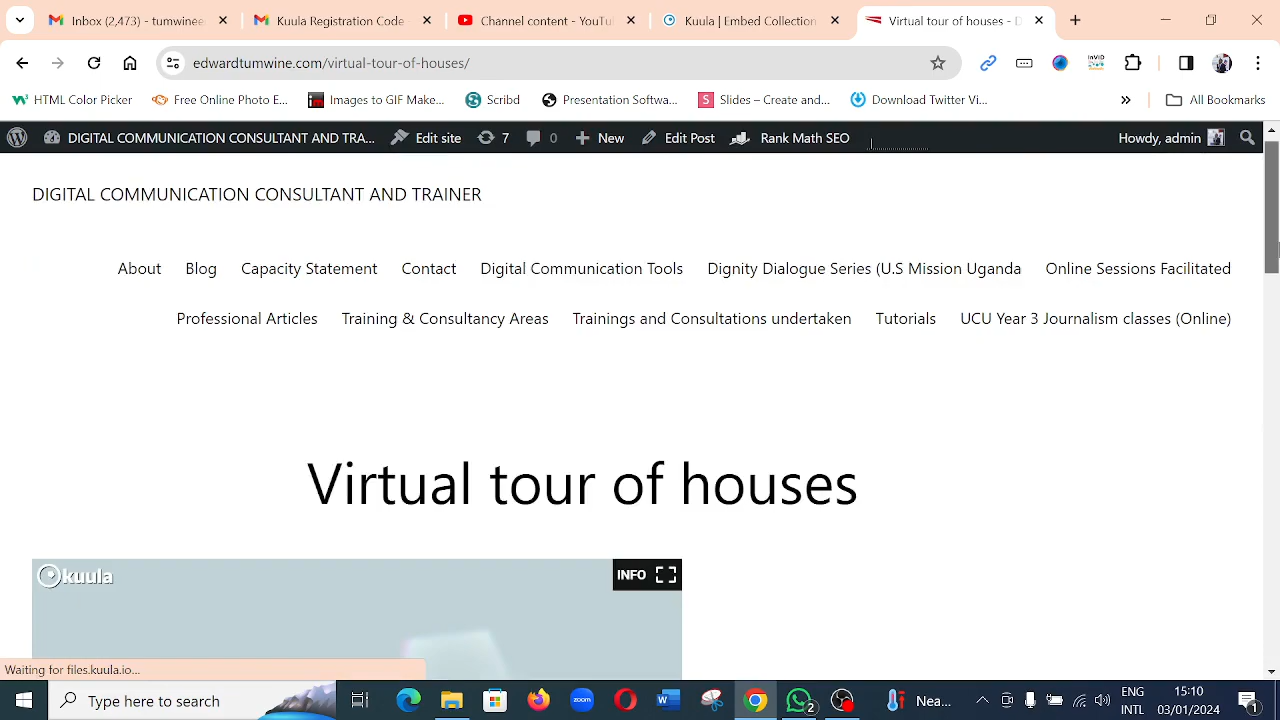 Inbox (2,473) - tumwinee
Kuula Registration Code
Channel content - YouTu
Kuula | Embed Collection
Virtual tour of houses - D
edwardtumwine.com/virtual-tour-of-houses/
HTML Color Picker
Free Online Photo E...
Images to GIF Make...
Scribd
Presentation Softwa...
Slider – Create and...
Download Twitter Vi...
All Bookmarks
DIGITAL COMMUNICATION CONSULTANT AND TRA...
Edit site
7
0
New
Edit Post
Rank Math SEO
Howdy, admin
DIGITAL COMMUNICATION CONSULTANT AND TRAINER
About
Blog
Capacity Statement
Contact
Digital Communication Tools
Dignity Dialogue Series (U.S Mission Uganda
Online Sessions Facilitated
Professional Articles
Training & Consultancy Areas
Trainings and Consultations undertaken
Tutorials
UCU Year 3 Journalism classes (Online)
Virtual tour of houses
kuula
INFO
Waiting for files.kuula.io...
Type here to search
zoom
2
Nea...
ENG
INTL
15:10
03/01/2024
1